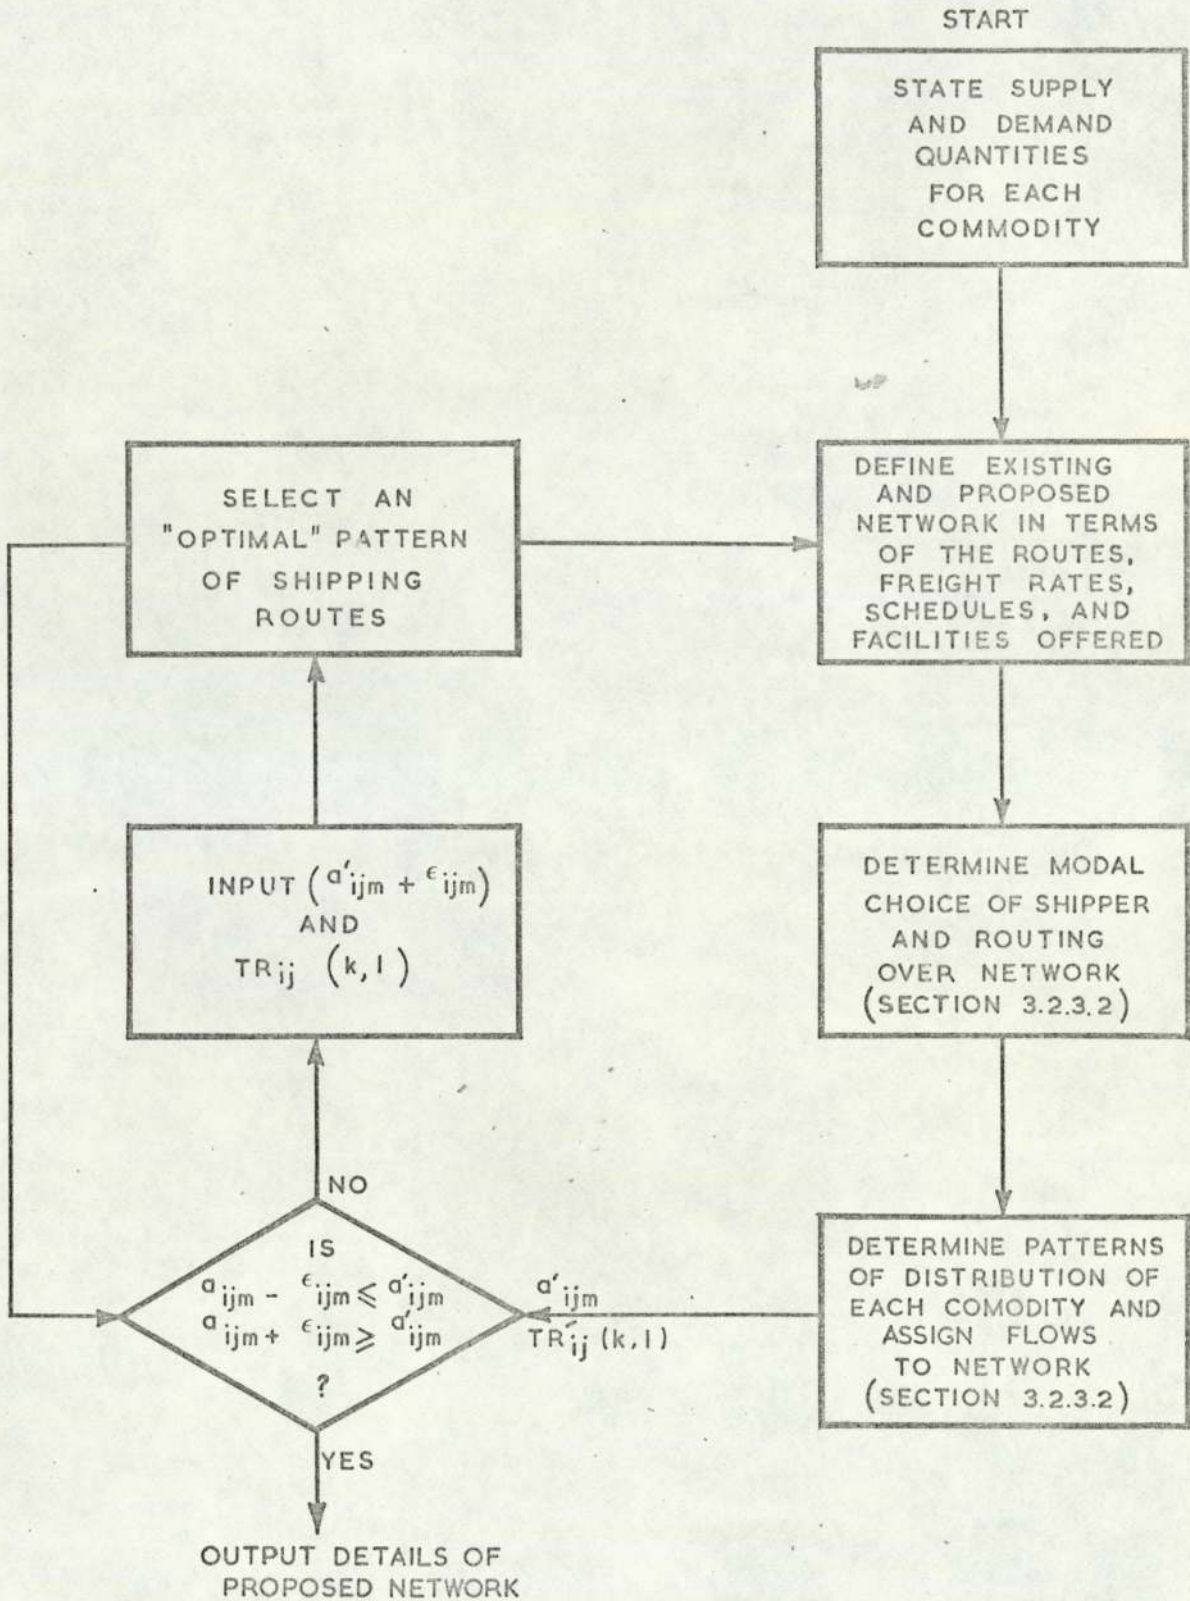 START
STATE SUPPLY
AND DEMAND
QUANTITIES
FOR EACH
COMMODITY
DEFINE EXISTING
AND PROPOSED
NETWORK IN TERMS
OF THE ROUTES,
FREIGHT RATES,
SCHEDULES, AND
FACILITIES OFFERED
DETERMINE MODAL
CHOICE OF SHIPPER
AND ROUTING
OVER NETWORK
(SECTION 3.2.3.2)
DETERMINE PATTERNS
OF DISTRIBUTION OF
EACH COMODITY AND
ASSIGN FLOWS
TO NETWORK
(SECTION 3.2.3.2)
a'ijm
TR'ij (k,l)
IS
aijm - ϵijm ⩽ a'ijm
aijm + ϵijm ⩾ a'ijm
?
NO
INPUT (a'ijm + ϵijm)
AND
TRij (k,l)
SELECT AN
"OPTIMAL" PATTERN
OF SHIPPING
ROUTES
YES
OUTPUT DETAILS OF
PROPOSED NETWORK